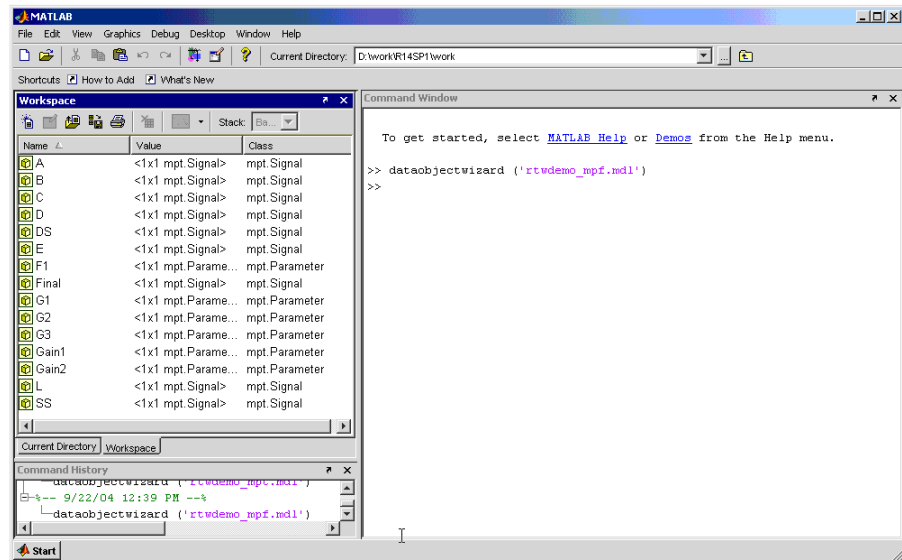 MATLAB
File Edit View Graphics Debug Desktop Window Help
Current Directory: D:\work\R14SP1\work
Shortcuts How to Add What's New
Workspace
Stack: Ba...
Name Value Class
A <1x1 mpt.Signal> mpt.Signal
B <1x1 mpt.Signal> mpt.Signal
C <1x1 mpt.Signal> mpt.Signal
D <1x1 mpt.Signal> mpt.Signal
DS <1x1 mpt.Signal> mpt.Signal
E <1x1 mpt.Signal> mpt.Signal
F1 <1x1 mpt.Parame... mpt.Parameter
Final <1x1 mpt.Signal> mpt.Signal
G1 <1x1 mpt.Parame... mpt.Parameter
G2 <1x1 mpt.Parame... mpt.Parameter
G3 <1x1 mpt.Parame... mpt.Parameter
Gain1 <1x1 mpt.Parame... mpt.Parameter
Gain2 <1x1 mpt.Parame... mpt.Parameter
L <1x1 mpt.Signal> mpt.Signal
SS <1x1 mpt.Signal> mpt.Signal
Current Directory Workspace
Command History
dataobjectwizard ('rtwdemo_mpt.mdl')
%-- 9/22/04 12:39 PM --%
dataobjectwizard ('rtwdemo_mpf.mdl')
Command Window
To get started, select MATLAB Help or Demos from the Help menu.
>> dataobjectwizard ('rtwdemo_mpf.mdl')
>>
Start